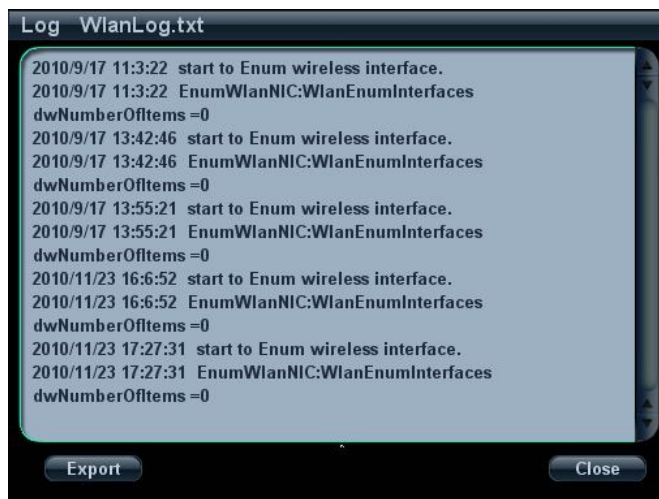 Log WlanLog.txt
2010/9/17 11:3:22 start to Enum wireless interface.
2010/9/17 11:3:22 EnumWlanNIC:WlanEnumInterfaces
dwNumberOfItems =0
2010/9/17 13:42:46 start to Enum wireless interface.
2010/9/17 13:42:46 EnumWlanNIC:WlanEnumInterfaces
dwNumberOfItems =0
2010/9/17 13:55:21 start to Enum wireless interface.
2010/9/17 13:55:21 EnumWlanNIC:WlanEnumInterfaces
dwNumberOfItems =0
2010/11/23 16:6:52 start to Enum wireless interface.
2010/11/23 16:6:52 EnumWlanNIC:WlanEnumInterfaces
dwNumberOfItems =0
2010/11/23 17:27:31 start to Enum wireless interface.
2010/11/23 17:27:31 EnumWlanNIC:WlanEnumInterfaces
dwNumberOfItems =0
Export Close